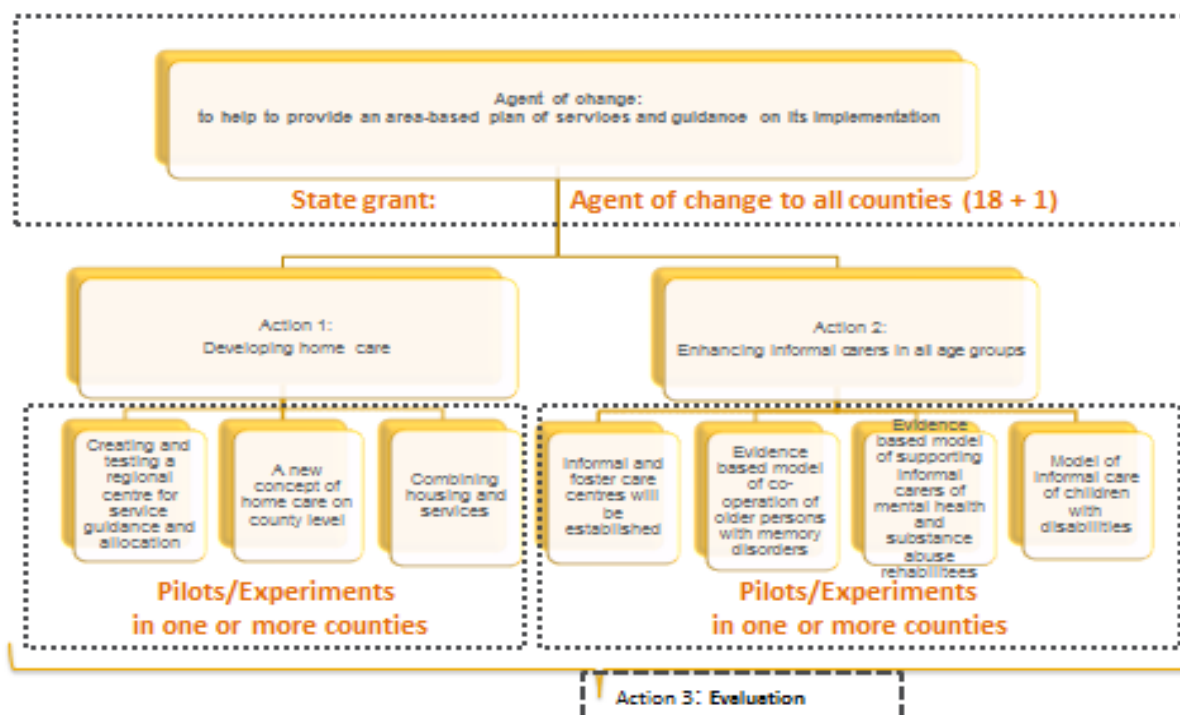 Agent of change:
to help to provide an area-based plan of services and guidance on its implementation
State grant: Agent of change to all counties (18 + 1)
Action 1:
Developing home care
Action 2:
Enhancing informal carers in all age groups
Creating and
testing a
regional
centre for
service
guidance and
allocation
A new
concept of
home care on
county level
Combining
housing and
services
Informal and
foster care
centres will
be
established
Evidence
based model
of co-
operation of
older persons
with memory
disorders
Evidence
based model
of supporting
informal
carers of
mental health
and
substance
abuse
rehabilitees
Model of
informal care
of children
with
disabilities
Pilots/Experiments
in one or more counties
Pilots/Experiments
in one or more counties
Action 3: Evaluation